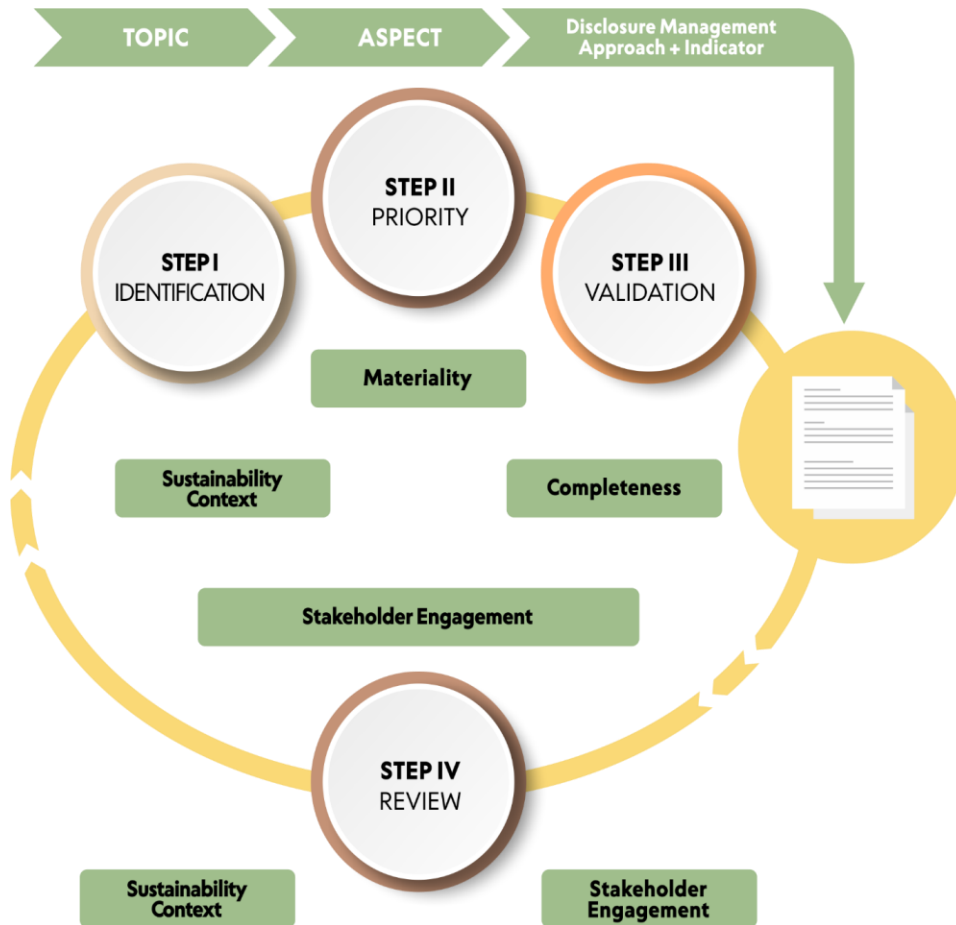 TOPIC
ASPECT
Disclosure Management
Approach + Indicator
STEP I
IDENTIFICATION
STEP II
PRIORITY
STEP III
VALIDATION
Materiality
Sustainability
Context
Completeness
Stakeholder Engagement
STEP IV
REVIEW
Sustainability
Context
Stakeholder
Engagement